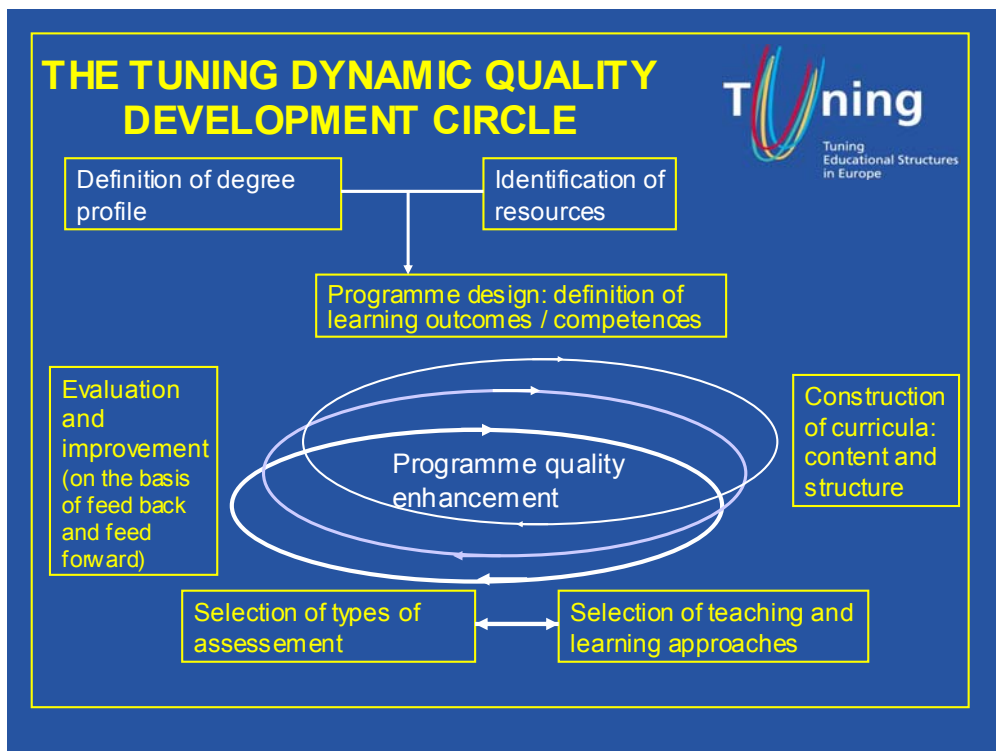 THE TUNING DYNAMIC QUALITY
DEVELOPMENT CIRCLE
Tuning
Tuning
Educational Structures
in Europe
Definition of degree
profile
Identification of
resources
Programme design: definition of
learning outcomes / competences
Evaluation
and
improvement
(on the basis
of feed back
and feed
forward)
Programme quality
enhancement
Construction
of curricula:
content and
structure
Selection of types of
assessement
Selection of teaching and
learning approaches